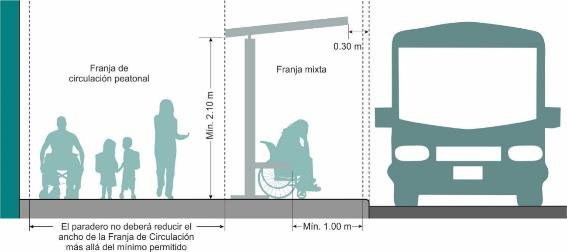 Franja de
circulación peatonal
0.30 m
Franja mixta
Mín. 2.10 m
El paradero no deberá reducir el
ancho de la Franja de Circulación
más allá del mínimo permitido
Mín. 1.00 m